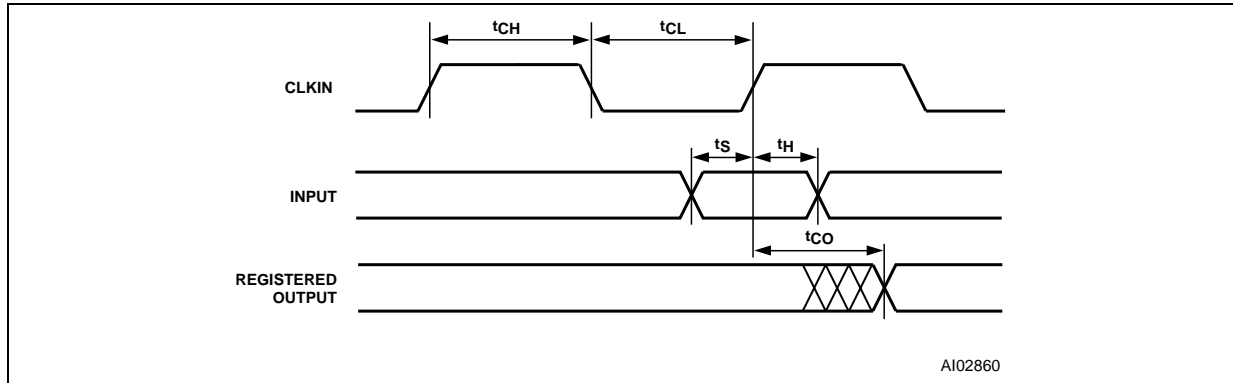 tCH tCL
CLKIN
tS tH
INPUT
tCO
REGISTERED
OUTPUT
AI02860